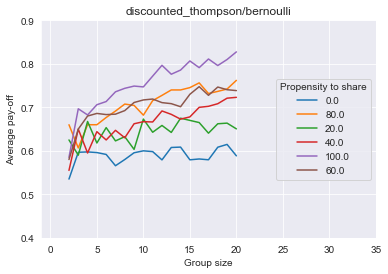 discounted_thompson/bernoulli
Average pay-off
0.9
0.8
0.7
0.6
0.5
0.4
Propensity to share
0.0
80.0
20.0
40.0
100.0
60.0
0 5 10 15 20 25 30 35
Group size